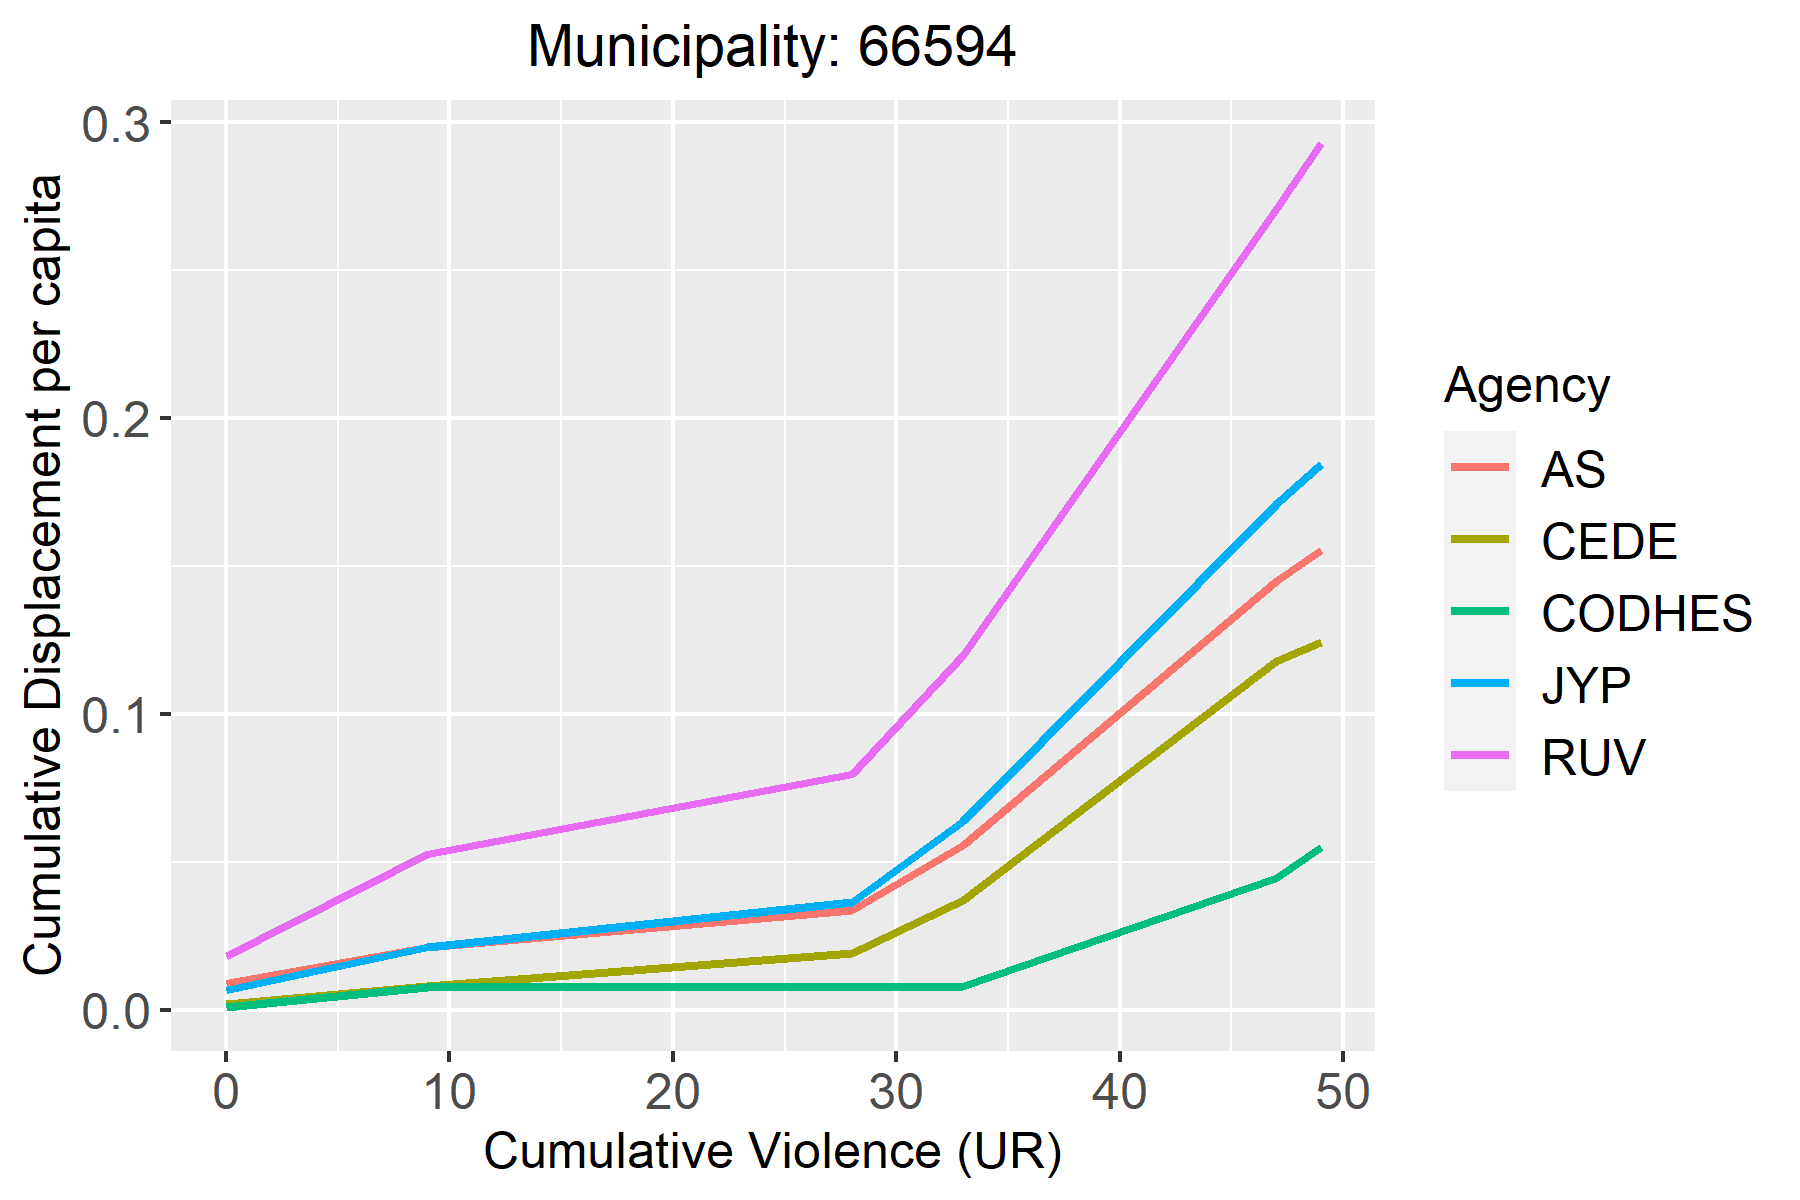 Municipality: 66594
Cumulative Displacement per capita
0.3
0.2
0.1
0.0
0 10 20 30 40 50
Cumulative Violence (UR)
Agency
AS
CEDE
CODHES
JYP
RUV